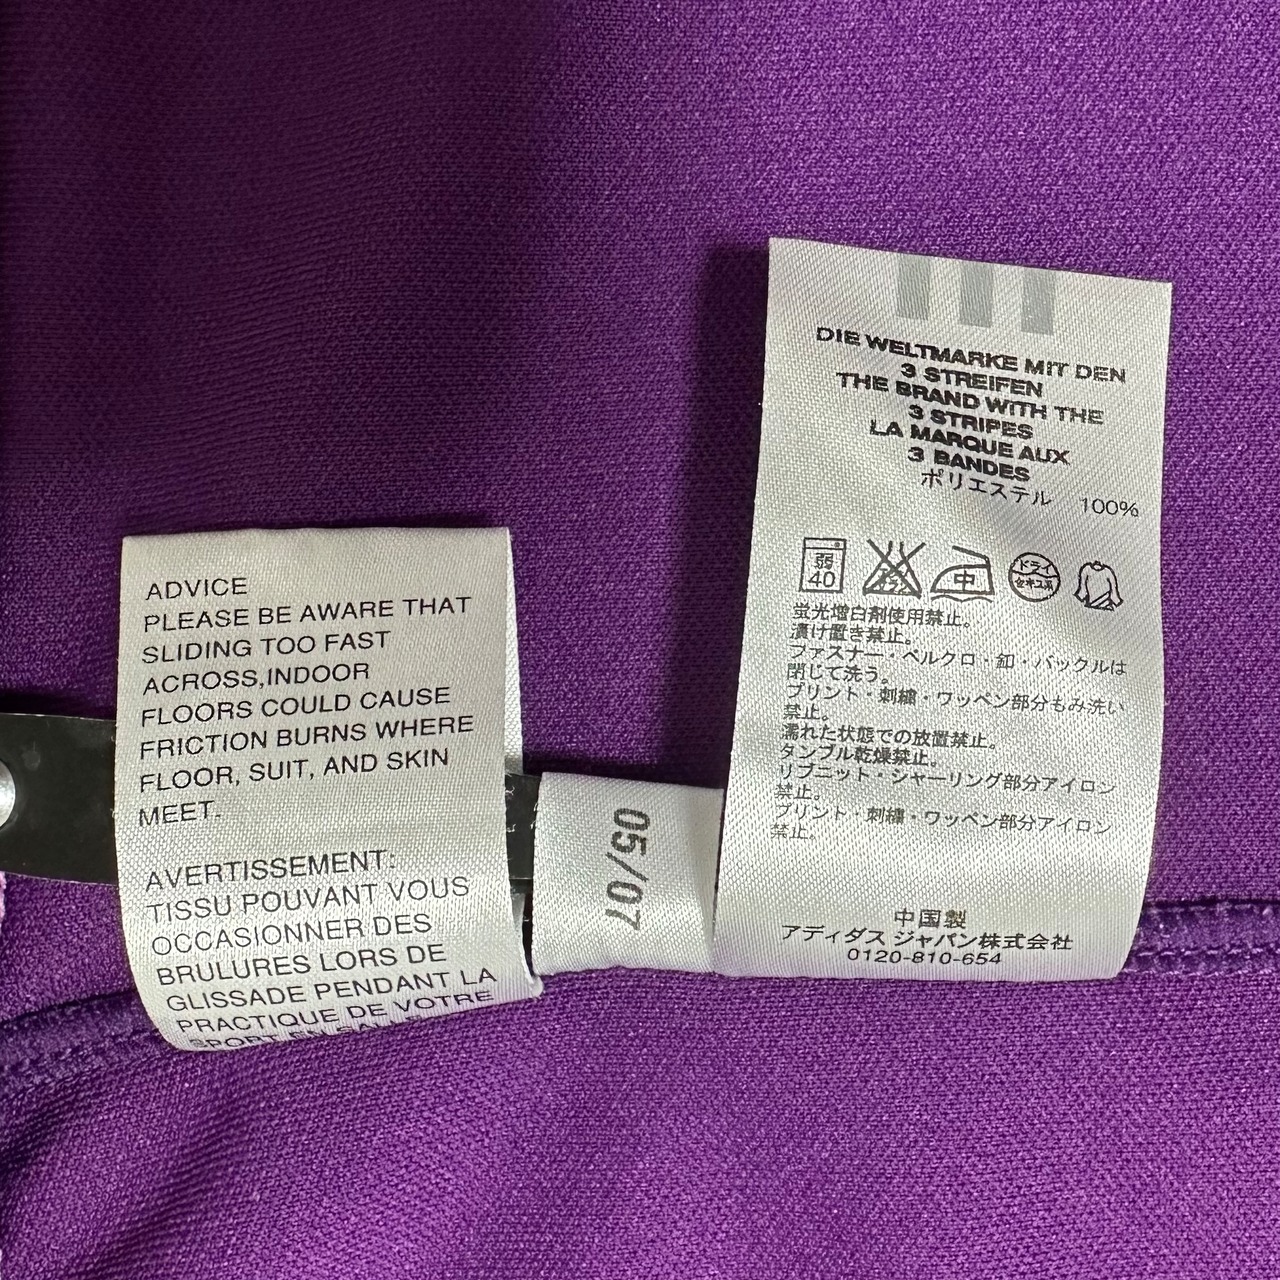 ADVICE
PLEASE BE AWARE THAT
SLIDING TOO FAST
ACROSS,INDOOR
FLOORS COULD CAUSE
FRICTION BURNS WHERE
FLOOR, SUIT, AND SKIN
MEET.
AVERTISSEMENT:
TISSU POUVANT VOUS
OCCASIONNER DES
BRULURES LORS DE
GLISSADE PENDANT LA
PRACTIQUE DE VOTRE
SPORT EN
05/07
DIE WELTMARKE MIT DEN
3 STREIFEN
THE BRAND WITH THE
3 STRIPES
LA MARQUE AUX
3 BANDES
ポリエステル 100%
弱
40
中
ドライ
セキユ系
蛍光増白剤使用禁止。
漬け置き禁止。
ファスナー・ベルクロ・釦・バックルは
閉じて洗う。
プリント・刺繍・ワッペン部分もみ洗い
禁止。
濡れた状態での放置禁止。
タンブル乾燥禁止。
リブニット・シャーリング部分アイロン
禁止。
プリント・刺繍・ワッペン部分アイロン
禁止。
中国製
アディダス ジャパン株式会社
0120-810-654